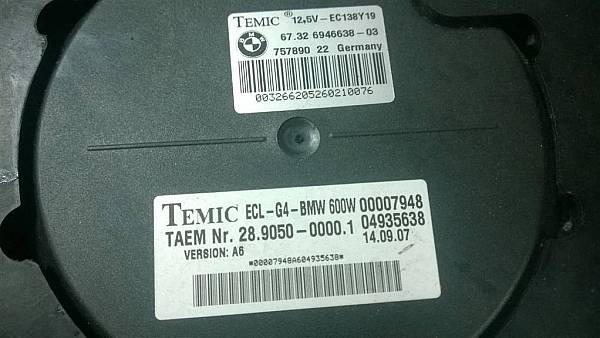 TEMIC ® 12,5V-EC138Y19
BMW
67.32 6946638-03
757890 22 Germany
003266205260210076
TEMIC ECL-G4-BMW 600W 00007948
TAEM Nr. 28.9050-0000.1 04935638
VERSION: A6 14.09.07
*00007948A604935638*